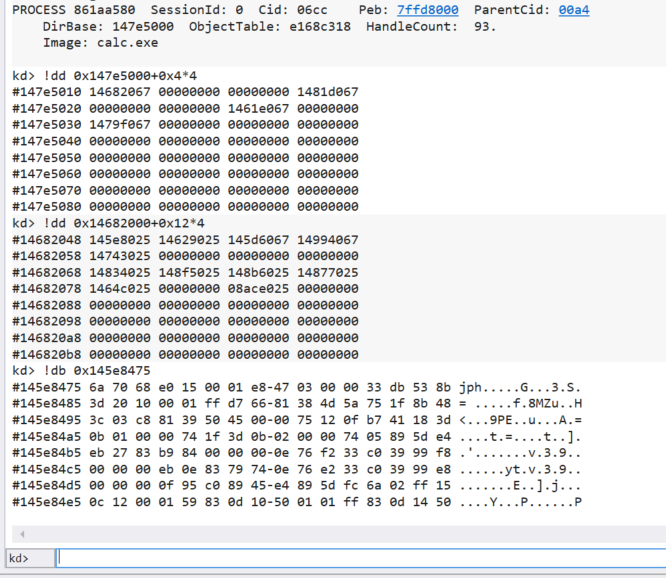 PROCESS 861aa580  SessionId: 0  Cid: 06cc    Peb: 7ffd8000  ParentCid: 00a4
    DirBase: 147e5000  ObjectTable: e168c318  HandleCount:  93.
    Image: calc.exe
kd> !dd 0x147e5000+0x4*4
#147e5010 14682067 00000000 00000000 1481d067
#147e5020 00000000 00000000 1461e067 00000000
#147e5030 1479f067 00000000 00000000 00000000
#147e5040 00000000 00000000 00000000 00000000
#147e5050 00000000 00000000 00000000 00000000
#147e5060 00000000 00000000 00000000 00000000
#147e5070 00000000 00000000 00000000 00000000
#147e5080 00000000 00000000 00000000 00000000
kd> !dd 0x14682000+0x12*4
#14682048 145e8025 14629025 145d6067 14994067
#14682058 14743025 00000000 00000000 00000000
#14682068 14834025 148f5025 148b6025 14877025
#14682078 1464c025 00000000 08ace025 00000000
#14682088 00000000 00000000 00000000 00000000
#14682098 00000000 00000000 00000000 00000000
#146820a8 00000000 00000000 00000000 00000000
#146820b8 00000000 00000000 00000000 00000000
kd> !db 0x145e8475
#145e8475 6a 70 68 e0 15 00 01 e8-47 03 00 00 33 db 53 8b jph.....G...3.S.
#145e8485 3d 20 10 00 01 ff d7 66-81 38 4d 5a 75 1f 8b 48 = .....f.8MZu..H
#145e8495 3c 03 c8 81 39 50 45 00-00 75 12 0f b7 41 18 3d <...9PE..u...A.=
#145e84a5 0b 01 00 00 74 1f 3d 0b-02 00 00 74 05 89 5d e4 ....t.=....t..].
#145e84b5 eb 27 83 b9 84 00 00 00-0e 76 f2 33 c0 39 99 f8 .'.......v.3.9..
#145e84c5 00 00 00 eb 0e 83 79 74-0e 76 e2 33 c0 39 99 e8 ......yt.v.3.9..
#145e84d5 00 00 00 0f 95 c0 89 45-e4 89 5d fc 6a 02 ff 15 .......E..].j...
#145e84e5 0c 12 00 01 59 83 0d 10-50 01 01 ff 83 0d 14 50 ....Y...P......P
kd>